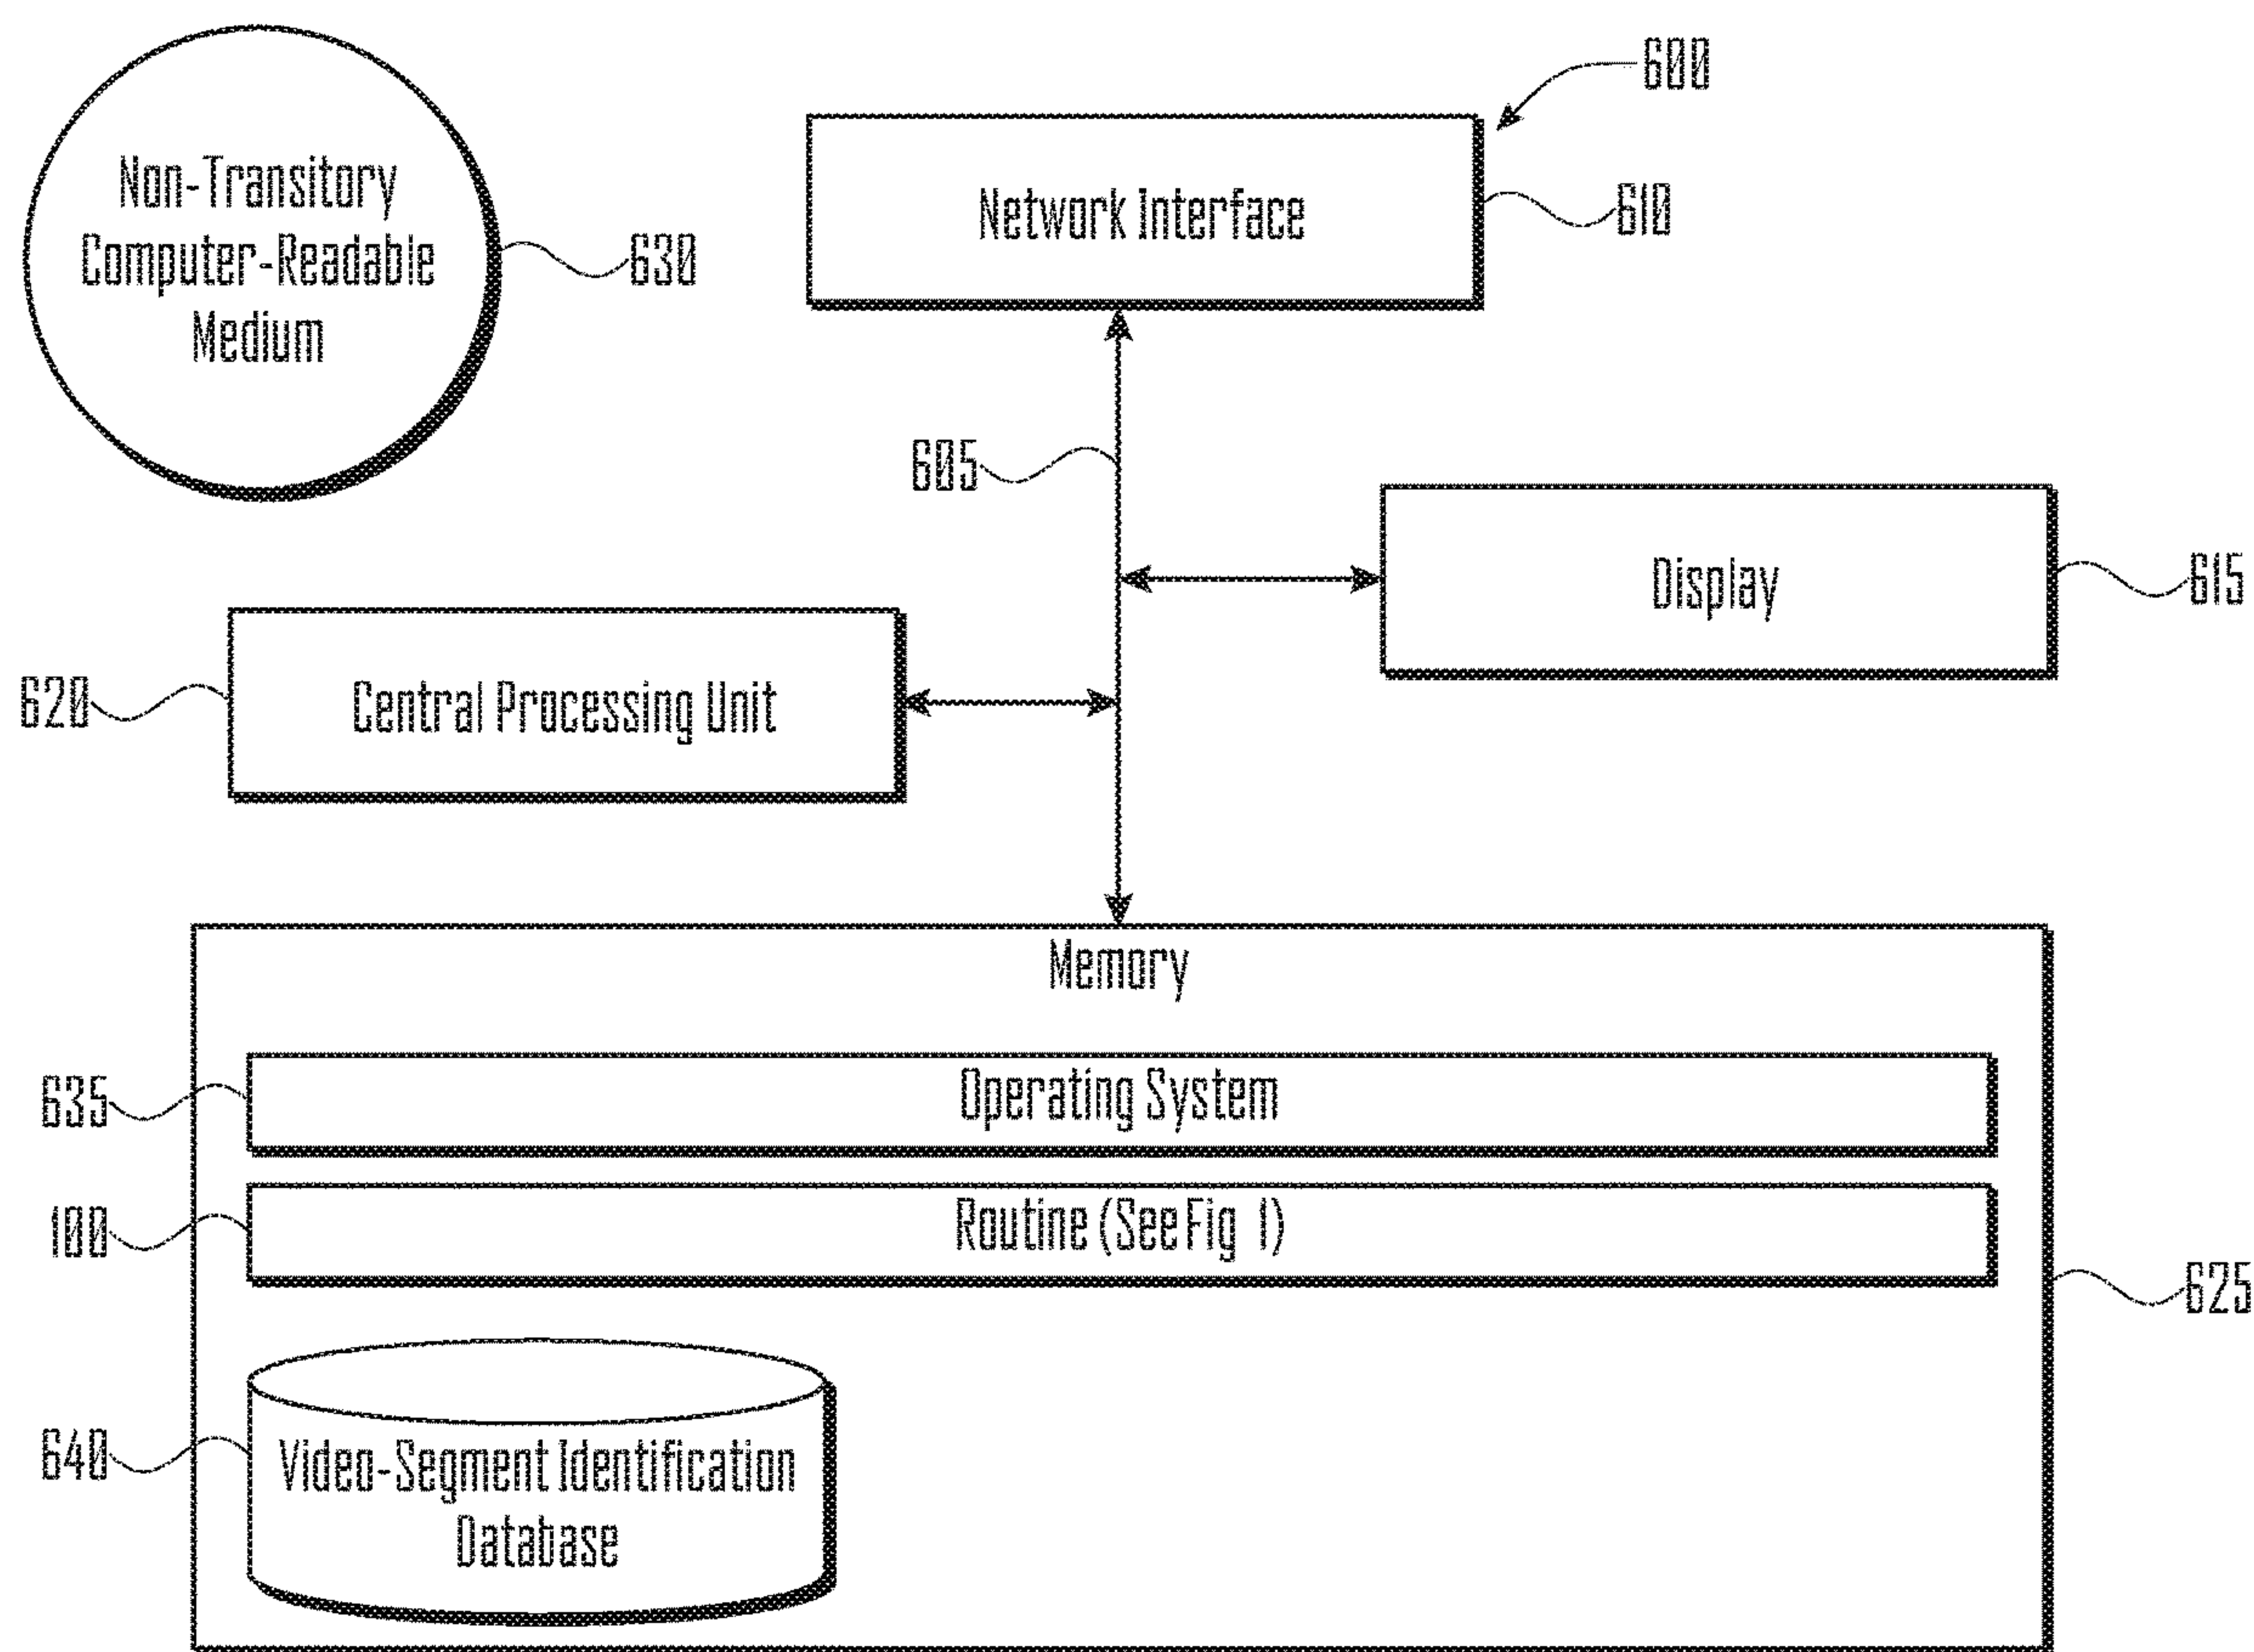 600
Non-Transitory
Computer-Readable
Medium
630
Network Interface
610
605
Display
615
620
Central Processing Unit
Memory
635
Operating System
100
Routine (See Fig 1)
625
640
Video-Segment Identification
Database